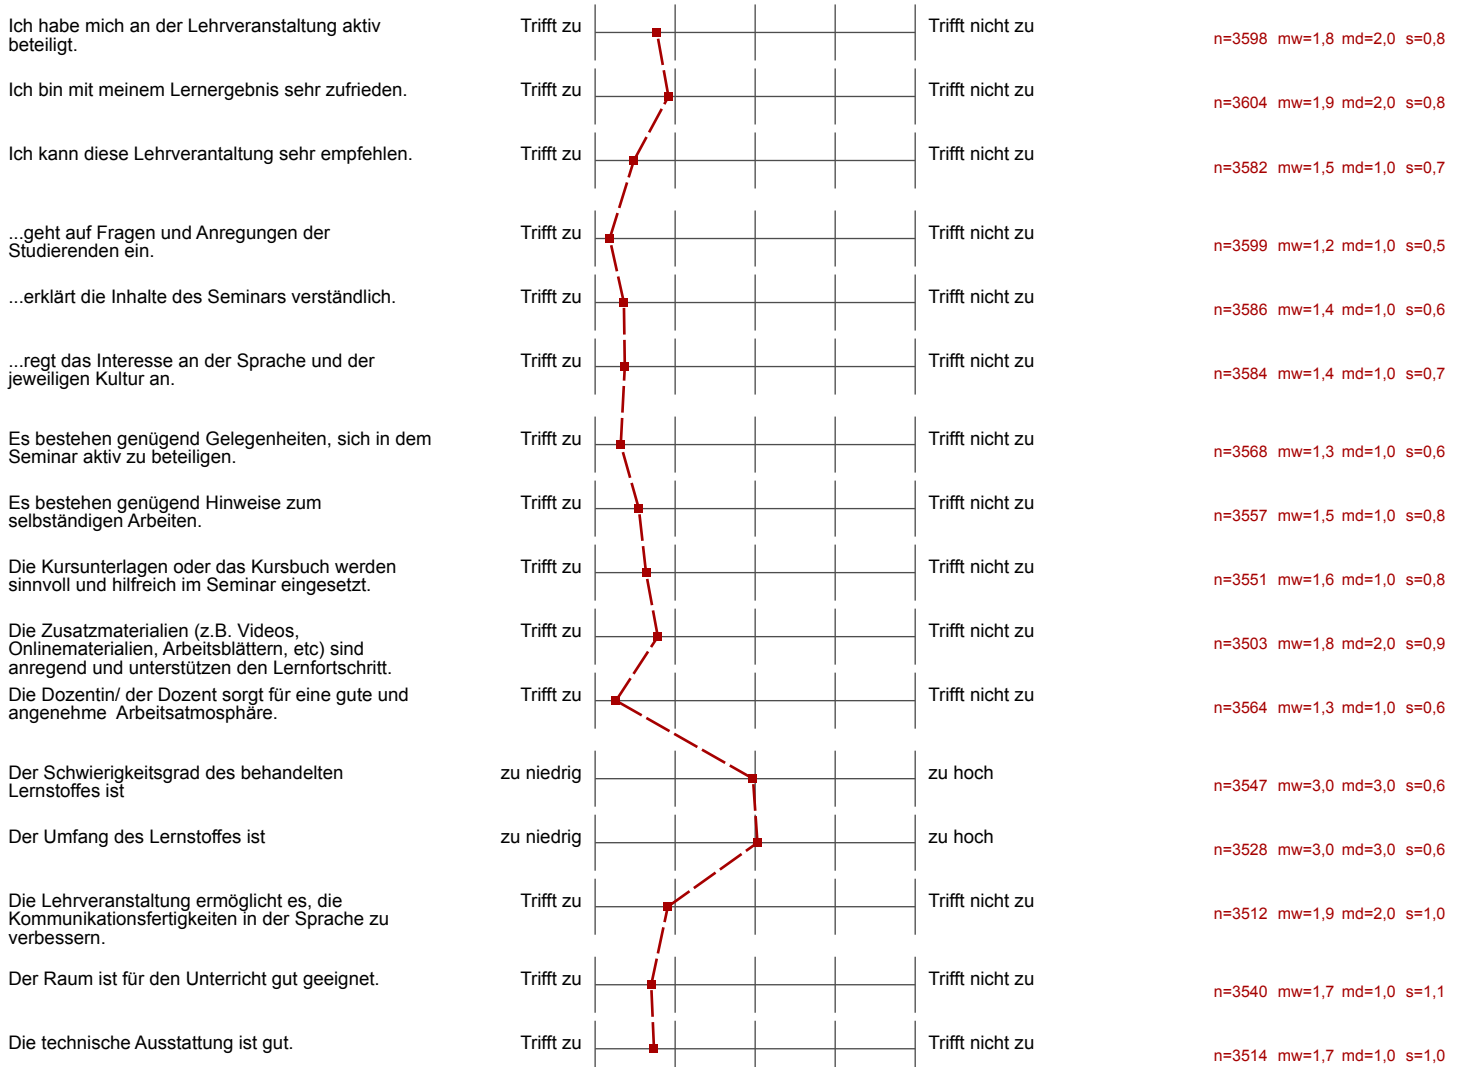 Ich habe mich an der Lehrveranstaltung aktiv
beteiligt.
Trifft zu
Trifft nicht zu
n=3598 mw=1,8 md=2,0 s=0,8
Ich bin mit meinem Lernergebnis sehr zufrieden.
Trifft zu
Trifft nicht zu
n=3604 mw=1,9 md=2,0 s=0,8
Ich kann diese Lehrverantaltung sehr empfehlen.
Trifft zu
Trifft nicht zu
n=3582 mw=1,5 md=1,0 s=0,7
...geht auf Fragen und Anregungen der
Studierenden ein.
Trifft zu
Trifft nicht zu
n=3599 mw=1,2 md=1,0 s=0,5
...erklärt die Inhalte des Seminars verständlich.
Trifft zu
Trifft nicht zu
n=3586 mw=1,4 md=1,0 s=0,6
...regt das Interesse an der Sprache und der
jeweiligen Kultur an.
Trifft zu
Trifft nicht zu
n=3584 mw=1,4 md=1,0 s=0,7
Es bestehen genügend Gelegenheiten, sich in dem
Seminar aktiv zu beteiligen.
Trifft zu
Trifft nicht zu
n=3568 mw=1,3 md=1,0 s=0,6
Es bestehen genügend Hinweise zum
selbständigen Arbeiten.
Trifft zu
Trifft nicht zu
n=3557 mw=1,5 md=1,0 s=0,8
Die Kursunterlagen oder das Kursbuch werden
sinnvoll und hilfreich im Seminar eingesetzt.
Trifft zu
Trifft nicht zu
n=3551 mw=1,6 md=1,0 s=0,8
Die Zusatzmaterialien (z.B. Videos,
Onlinematerialien, Arbeitsblättern, etc) sind
anregend und unterstützen den Lernfortschritt.
Trifft zu
Trifft nicht zu
n=3503 mw=1,8 md=2,0 s=0,9
Die Dozentin/ der Dozent sorgt für eine gute und
angenehme Arbeitsatmosphäre.
Trifft zu
Trifft nicht zu
n=3564 mw=1,3 md=1,0 s=0,6
Der Schwierigkeitsgrad des behandelten
Lernstoffes ist
zu niedrig
zu hoch
n=3547 mw=3,0 md=3,0 s=0,6
Der Umfang des Lernstoffes ist
zu niedrig
zu hoch
n=3528 mw=3,0 md=3,0 s=0,6
Die Lehrveranstaltung ermöglicht es, die
Kommunikationsfertigkeiten in der Sprache zu
verbessern.
Trifft zu
Trifft nicht zu
n=3512 mw=1,9 md=2,0 s=1,0
Der Raum ist für den Unterricht gut geeignet.
Trifft zu
Trifft nicht zu
n=3540 mw=1,7 md=1,0 s=1,1
Die technische Ausstattung ist gut.
Trifft zu
Trifft nicht zu
n=3514 mw=1,7 md=1,0 s=1,0